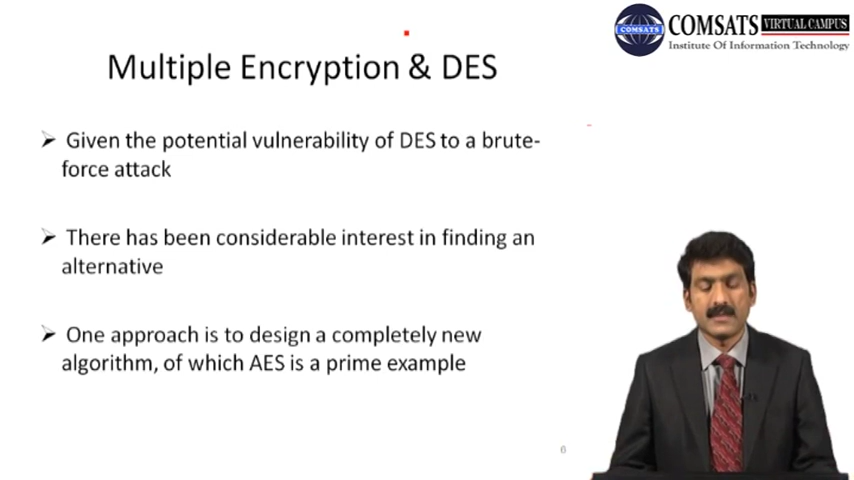 COMSATS VIRTUAL CAMPUS
COMSATS
Institute Of Information Technology
Multiple Encryption & DES
Given the potential vulnerability of DES to a brute-
force attack
There has been considerable interest in finding an
alternative
One approach is to design a completely new
algorithm, of which AES is a prime example
6